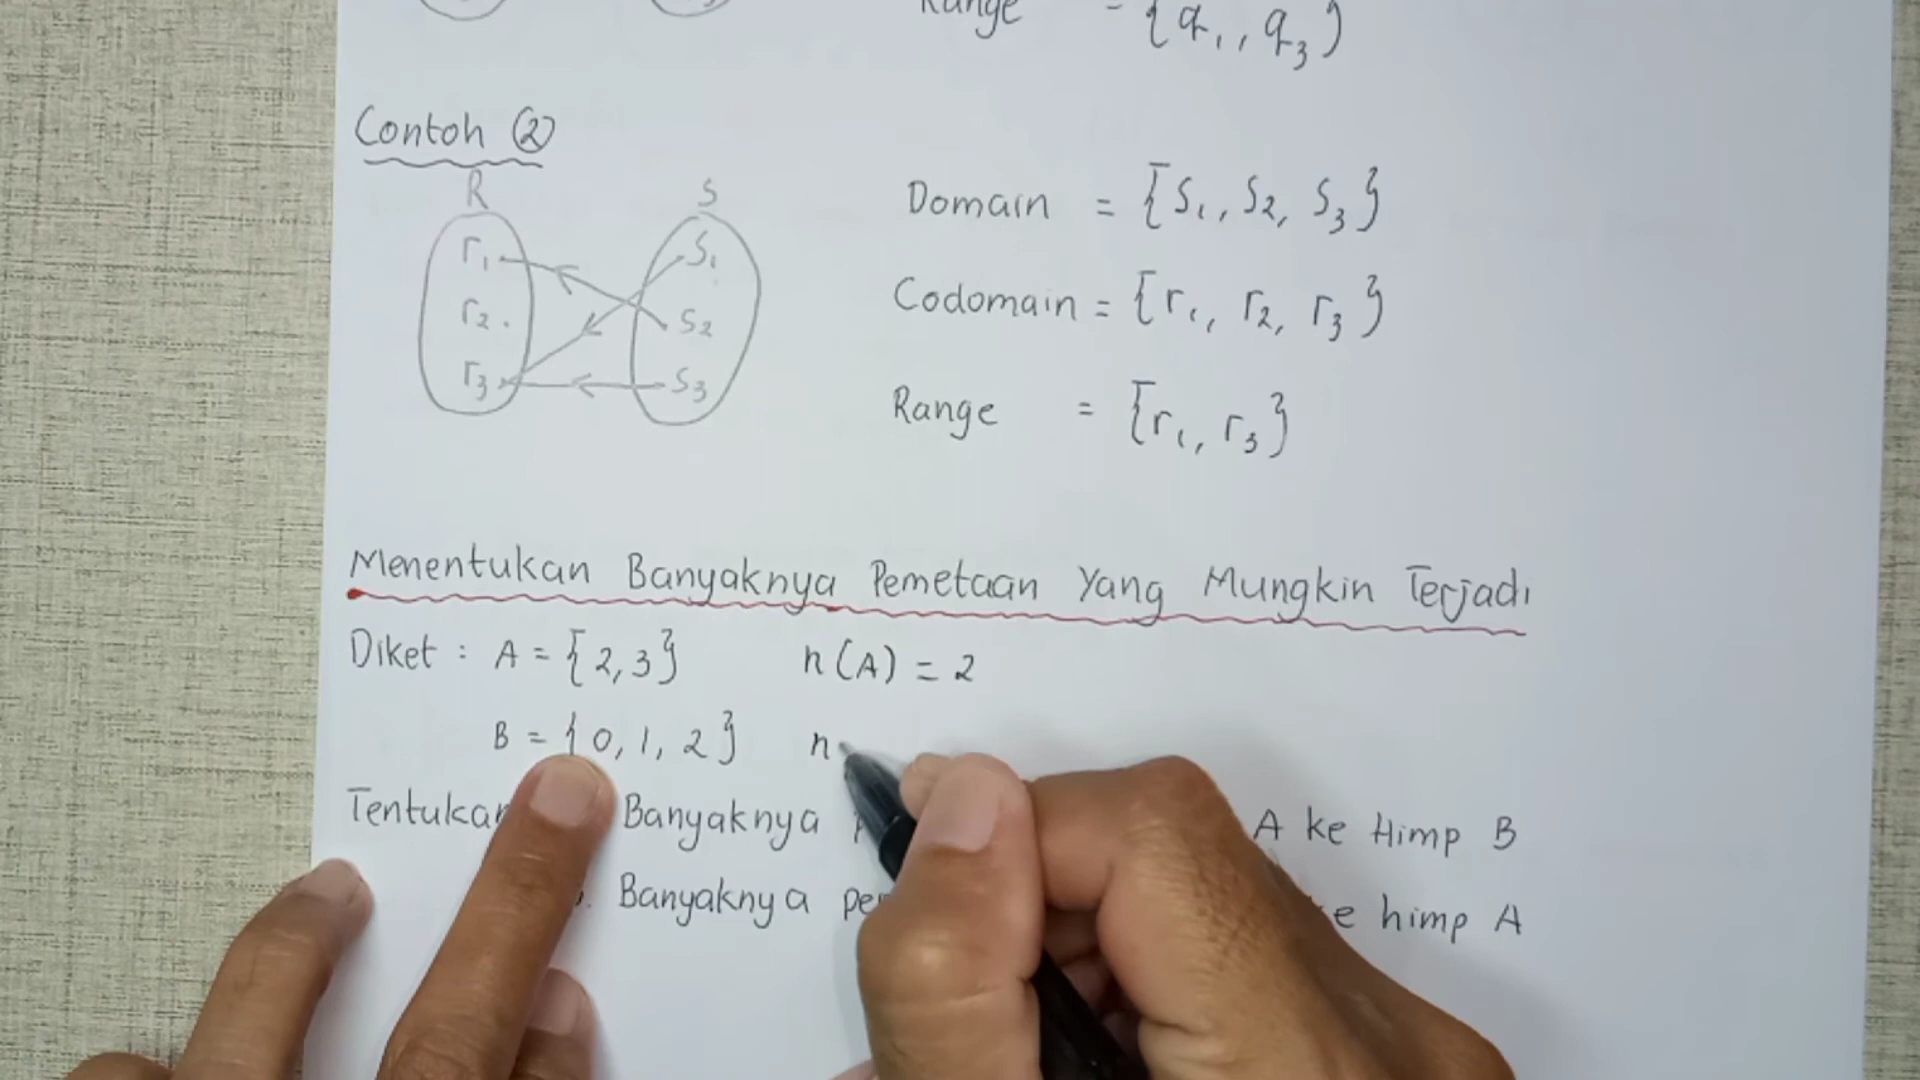 Range = {q₁, q₃}
Contoh ②
R S
r₁ s₁
r₂ s₂
r₃ s₃
Domain = {s₁, s₂, s₃}
Codomain = {r₁, r₂, r₃}
Range = {r₁, r₃}
Menentukan Banyaknya Pemetaan Yang Mungkin Terjadi
Diket : A = {2,3} n(A) = 2
B = {0, 1, 2} n
Banyaknya A ke Himp B
Banyaknya himp A